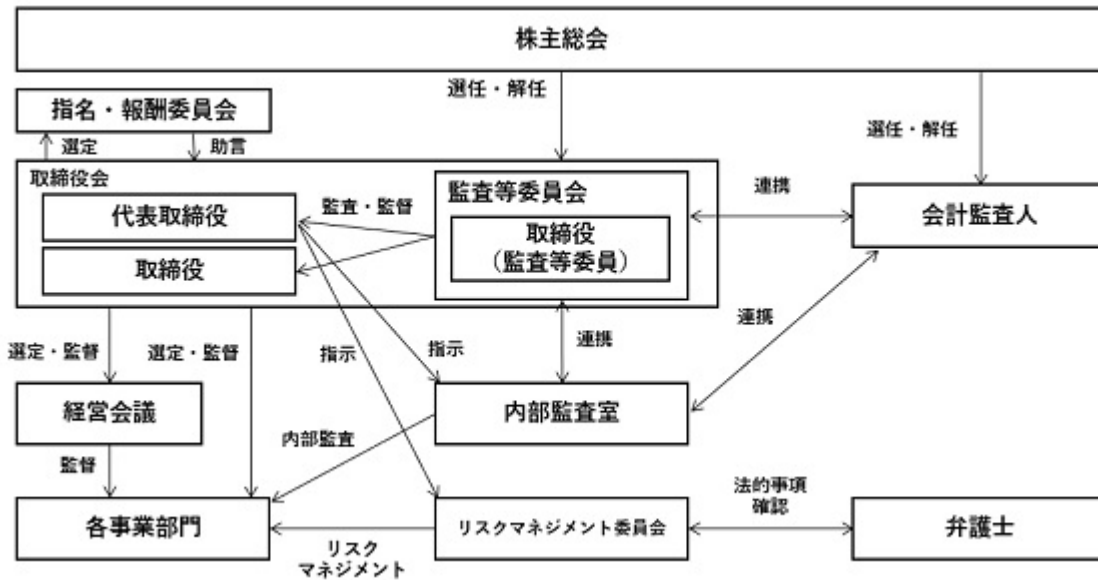 株主総会
選任・解任
指名・報酬委員会
選任・解任
選定
助言
取締役会
監査等委員会
連携
代表取締役
監査・監督
会計監査人
取締役
（監査等委員）
取締役
連携
選定・監督
選定・監督
指示
指示
連携
経営会議
内部監査室
内部監査
監督
法的事項
確認
各事業部門
リスクマネジメント委員会
弁護士
リスク
マネジメント